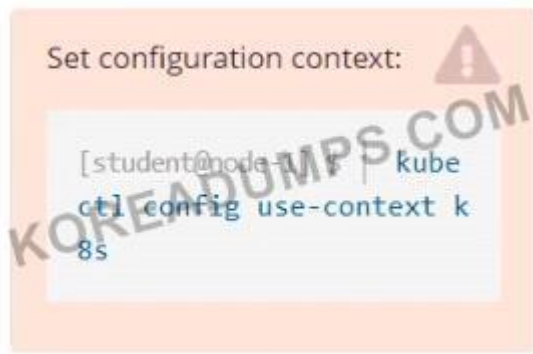 Set configuration context:
[student@node-1] $ | kube
ctl config use-context k
8s
KOREADUMPS.COM